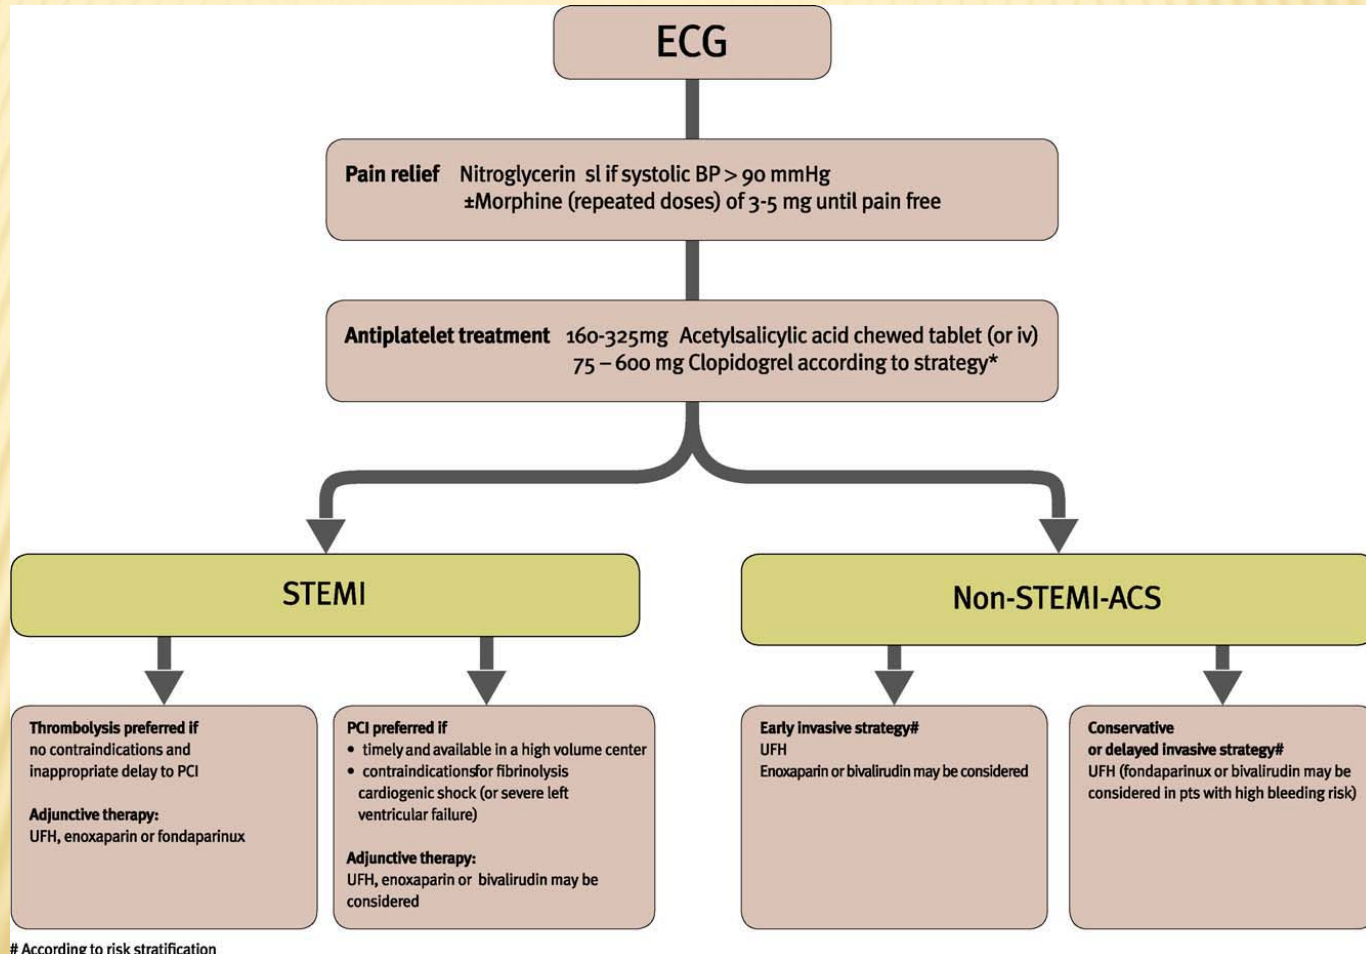 ECG
Pain relief Nitroglycerin sl if systolic BP > 90 mmHg
±Morphine (repeated doses) of 3-5 mg until pain free
Antiplatelet treatment 160-325mg Acetylsalicylic acid chewed tablet (or iv)
75 – 600 mg Clopidogrel according to strategy*
STEMI
Non-STEMI-ACS
Thrombolysis preferred if
no contraindications and
inappropriate delay to PCI
Adjunctive therapy:
UFH, enoxaparin or fondaparinux
PCI preferred if
• timely and available in a high volume center
• contraindicationsfor fibrinolysis
cardiogenic shock (or severe left
ventricular failure)
Adjunctive therapy:
UFH, enoxaparin or bivalirudin may be
considered
Early invasive strategy#
UFH
Enoxaparin or bivalirudin may be considered
Conservative
or delayed invasive strategy#
UFH (fondaparinux or bivalirudin may be
considered in pts with high bleeding risk)
# According to risk stratification